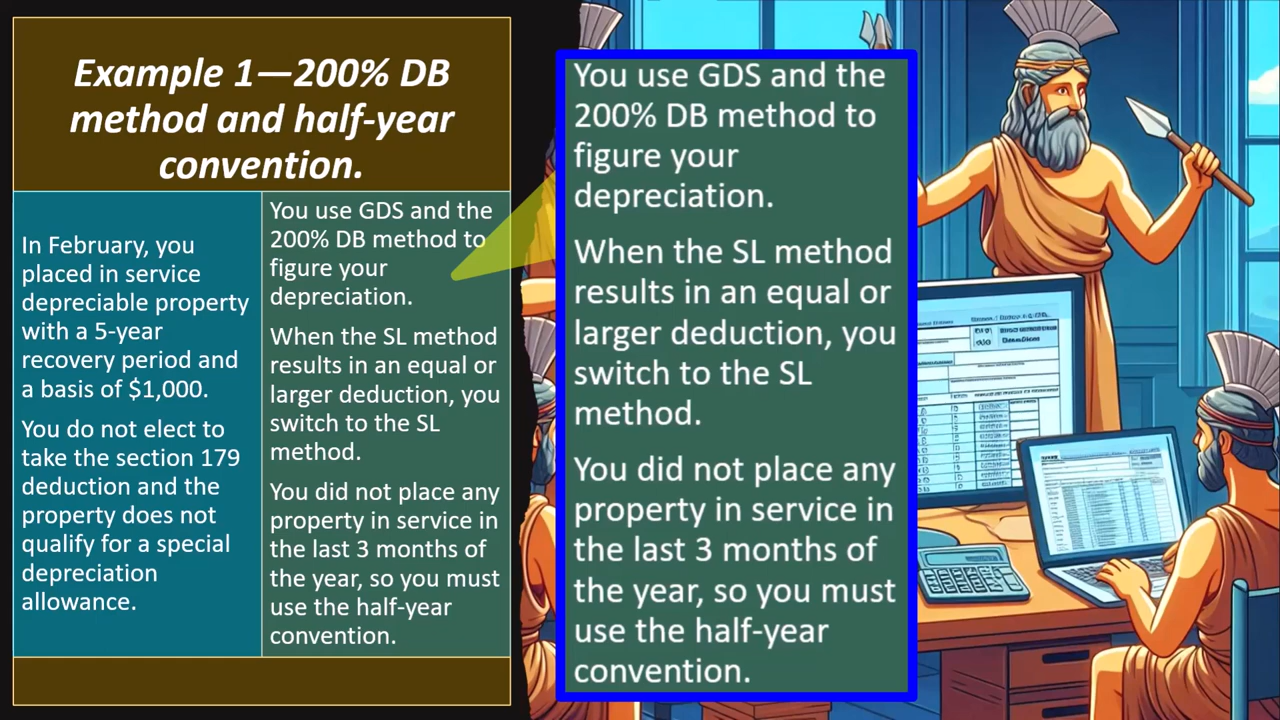 Example 1—200% DB
method and half-year
convention.
In February, you
placed in service
depreciable property
with a 5-year
recovery period and
a basis of $1,000.
You do not elect to
take the section 179
deduction and the
property does not
qualify for a special
depreciation
allowance.
You use GDS and the
200% DB method to
figure your
depreciation.
When the SL method
results in an equal or
larger deduction, you
switch to the SL
method.
You did not place any
property in service in
the last 3 months of
the year, so you must
use the half-year
convention.
You use GDS and the
200% DB method to
figure your
depreciation.
When the SL method
results in an equal or
larger deduction, you
switch to the SL
method.
You did not place any
property in service in
the last 3 months of
the year, so you must
use the half-year
convention.